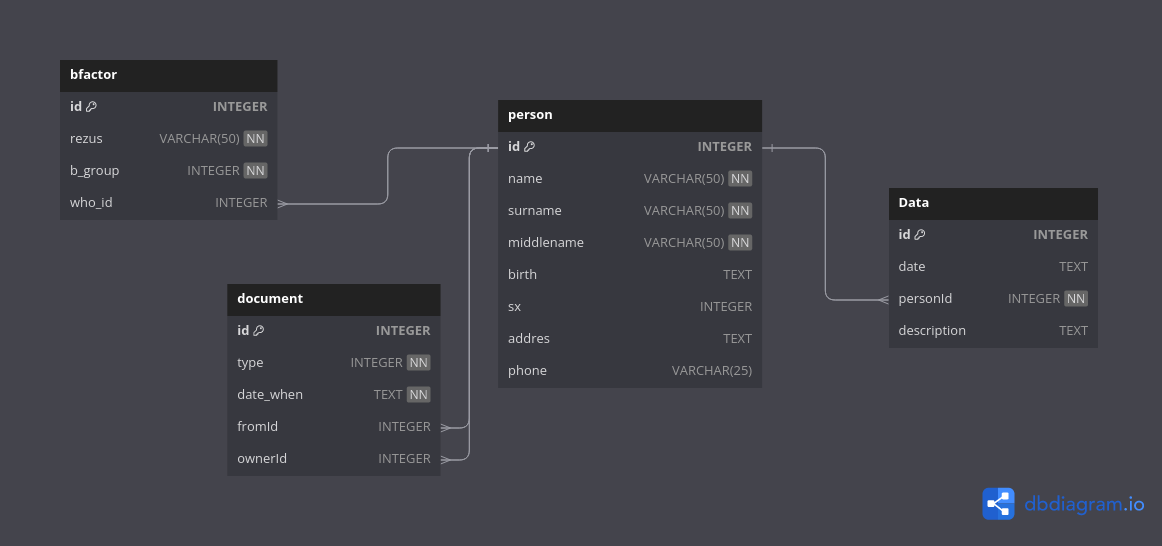 bfactor
id INTEGER
rezus VARCHAR(50) NN
b_group INTEGER NN
who_id INTEGER
person
id INTEGER
name VARCHAR(50) NN
surname VARCHAR(50) NN
middlename VARCHAR(50) NN
birth TEXT
sx INTEGER
addres TEXT
phone VARCHAR(25)
Data
id INTEGER
date TEXT
personId INTEGER NN
description TEXT
document
id INTEGER
type INTEGER NN
date_when TEXT NN
fromId INTEGER
ownerId INTEGER
dbdiagram.io